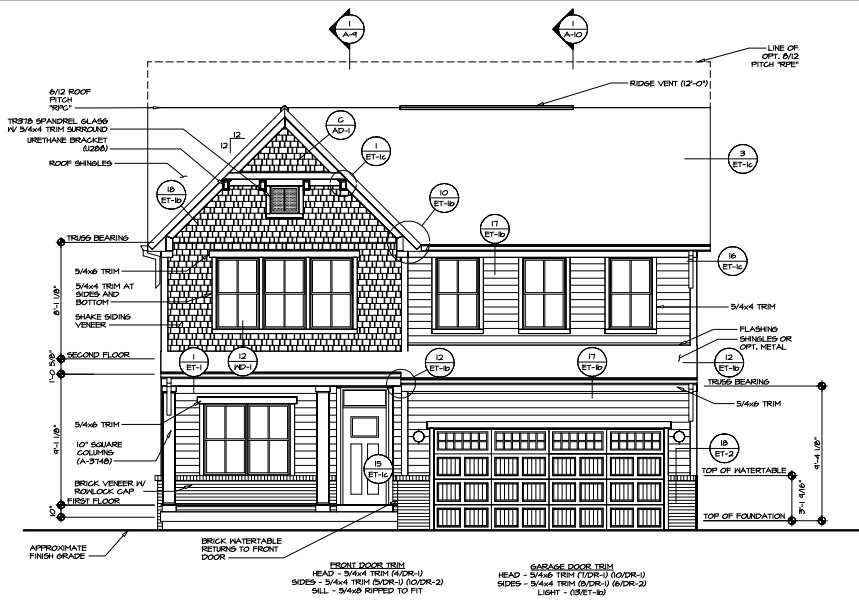 1
A-9
1
A-10
LINE OF
OPT. 8/12
PITCH "RPE"
RIDGE VENT (12'-0")
6/12 ROOF
PITCH
"RPC"
TR37B SPANDREL GLASS
W/ 5/4x4 TRIM SURROUND
URETHANE BRACKET
(U288)
ROOF SHINGLES
12
12
C
AD-1
1
ET-1c
3
ET-1c
18
ET-1b
10
ET-1b
17
ET-1b
16
ET-1c
TRUSS BEARING
5/4x6 TRIM
5/4x4 TRIM AT
SIDES AND
BOTTOM
SHAKE SIDING
VENEER
8'-1 1/8"
5/4x4 TRIM
FLASHING
SHINGLES OR
OPT. METAL
SECOND FLOOR
1'-0 5/8"
1
ET-1
12
WD-1
12
ET-1b
17
ET-1b
12
ET-1b
TRUSS BEARING
5/4x6 TRIM
5/4x6 TRIM
10" SQUARE
COLUMNS
(A-3748)
9'-1 1/8"
BRICK VENEER W/
ROWLOCK CAP
FIRST FLOOR
15
ET-1c
18
ET-2
TOP OF WATERTABLE
9'-4 1/8"
3'-1 9/16"
TOP OF FOUNDATION
APPROXIMATE
FINISH GRADE
BRICK WATERTABLE
RETURNS TO FRONT
DOOR
FRONT DOOR TRIM
HEAD - 5/4x4 TRIM (4/DR-1)
SIDES - 5/4x4 TRIM (5/DR-1) (10/DR-2)
SILL - 5/4x8 RIPPED TO FIT
GARAGE DOOR TRIM
HEAD - 5/4x6 TRIM (7/DR-1) (10/DR-1)
SIDES - 5/4x4 TRIM (8/DR-1) (6/DR-2)
LIGHT - (13/ET-1b)